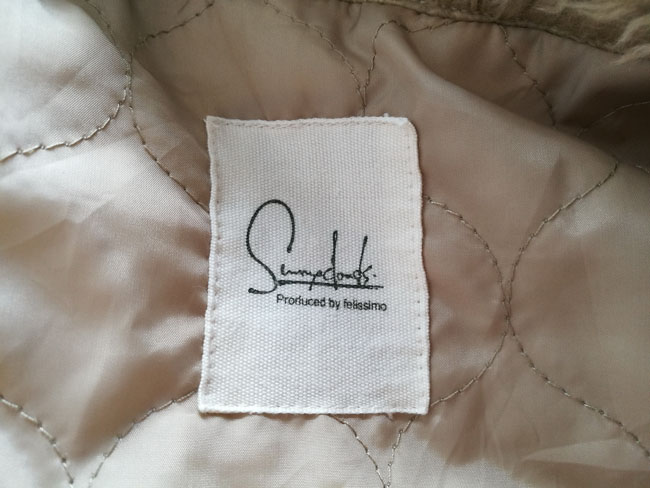 Sunnyclouds.
Produced by felissimo